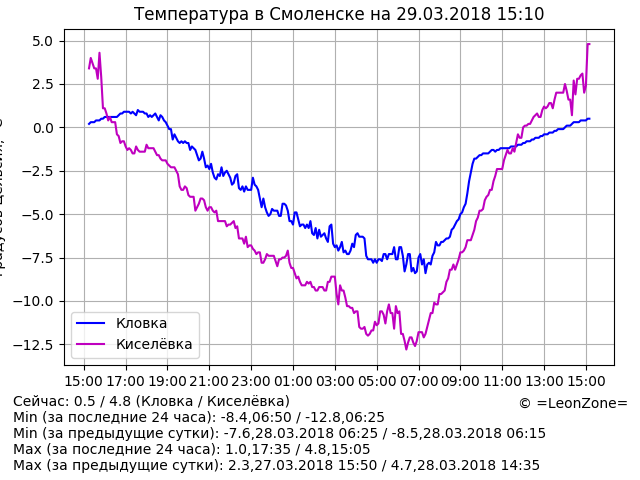 Температура в Смоленске на 29.03.2018 15:10
5.0
2.5
0.0
−2.5
−5.0
−7.5
−10.0
−12.5
Кловка
Киселёвка
15:00 17:00 19:00 21:00 23:00 01:00 03:00 05:00 07:00 09:00 11:00 13:00 15:00
Сейчас: 0.5 / 4.8 (Кловка / Киселёвка)
© =LeonZone=
Min (за последние 24 часа): -8.4,06:50 / -12.8,06:25
Min (за предыдущие сутки): -7.6,28.03.2018 06:25 / -8.5,28.03.2018 06:15
Max (за последние 24 часа): 1.0,17:35 / 4.8,15:05
Max (за предыдущие сутки): 2.3,27.03.2018 15:50 / 4.7,28.03.2018 14:35